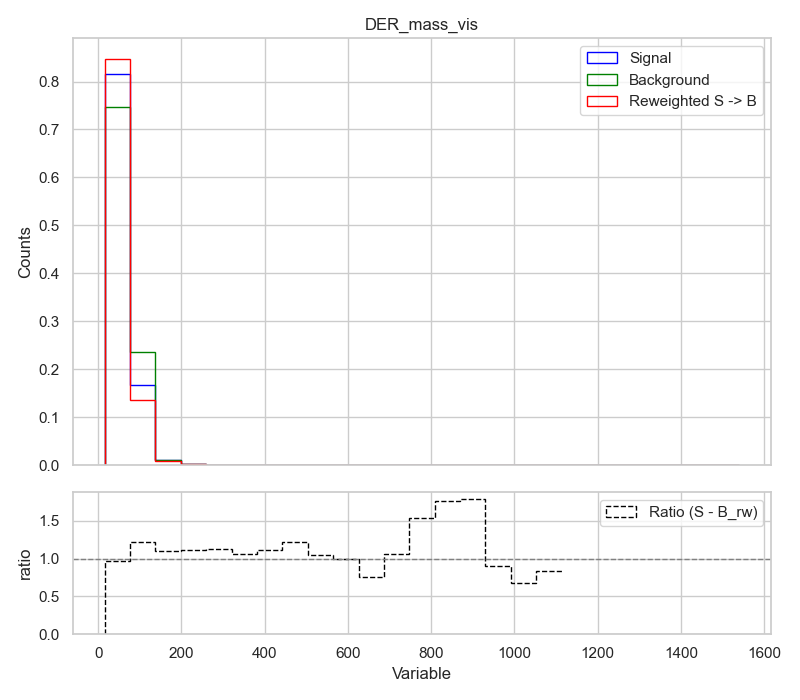 DER_mass_vis
Counts
0.8
0.7
0.6
0.5
0.4
0.3
0.2
0.1
0.0
Signal
Background
Reweighted S -> B
ratio
1.5
1.0
0.5
0.0
Ratio (S - B_rw)
0 200 400 600 800 1000 1200 1400 1600
Variable